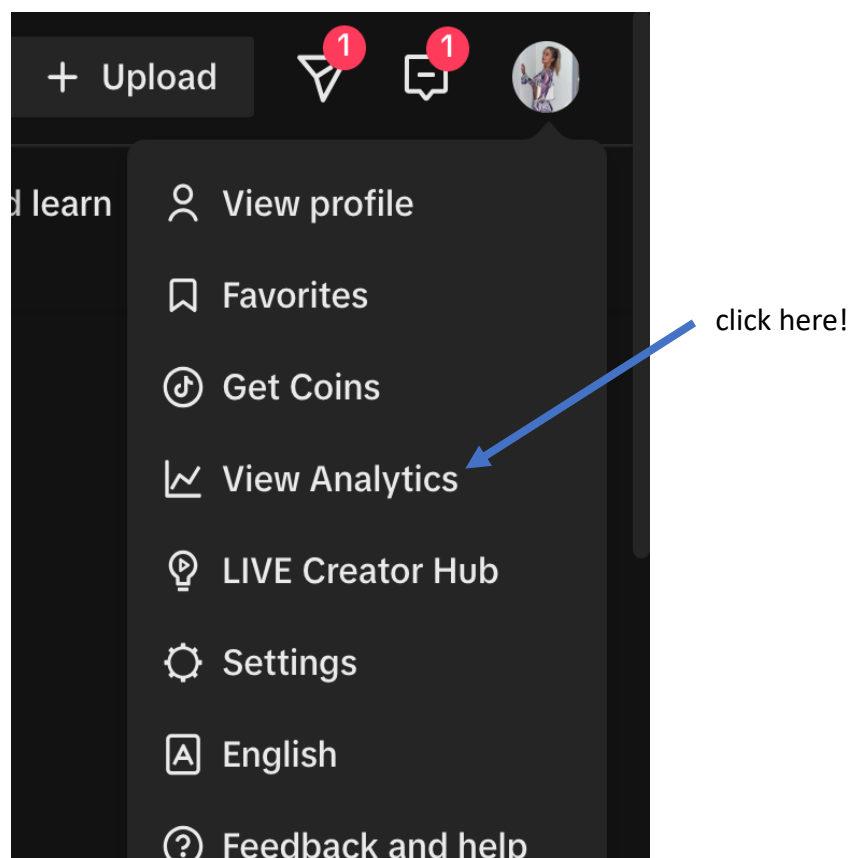 + Upload
1
1
d learn
View profile
Favorites
click here!
Get Coins
View Analytics
LIVE Creator Hub
Settings
A English
? Feedback and help